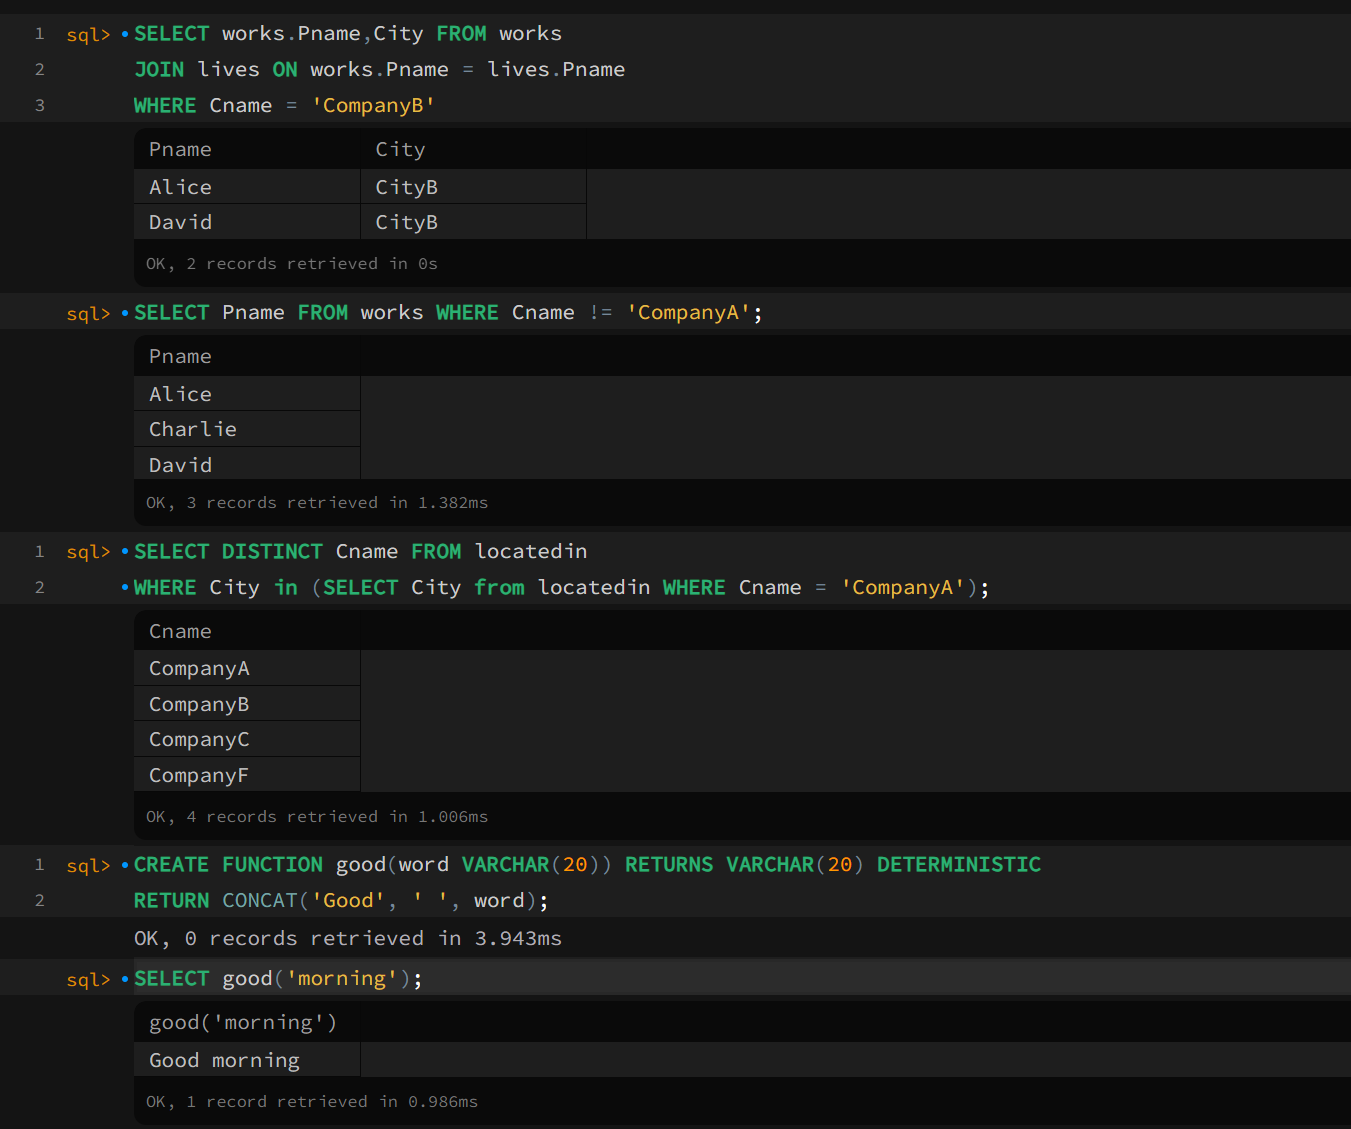 1 sql> SELECT works.Pname,City FROM works
2 JOIN lives ON works.Pname = lives.Pname
3 WHERE Cname = 'CompanyB'
Pname City
Alice CityB
David CityB
OK, 2 records retrieved in 0s
sql> SELECT Pname FROM works WHERE Cname != 'CompanyA';
Pname
Alice
Charlie
David
OK, 3 records retrieved in 1.382ms
1 sql> SELECT DISTINCT Cname FROM locatedin
2 WHERE City in (SELECT City from locatedin WHERE Cname = 'CompanyA');
Cname
CompanyA
CompanyB
CompanyC
CompanyF
OK, 4 records retrieved in 1.006ms
1 sql> CREATE FUNCTION good(word VARCHAR(20)) RETURNS VARCHAR(20) DETERMINISTIC
2 RETURN CONCAT('Good', ' ', word);
OK, 0 records retrieved in 3.943ms
sql> SELECT good('morning');
good('morning')
Good morning
OK, 1 record retrieved in 0.986ms